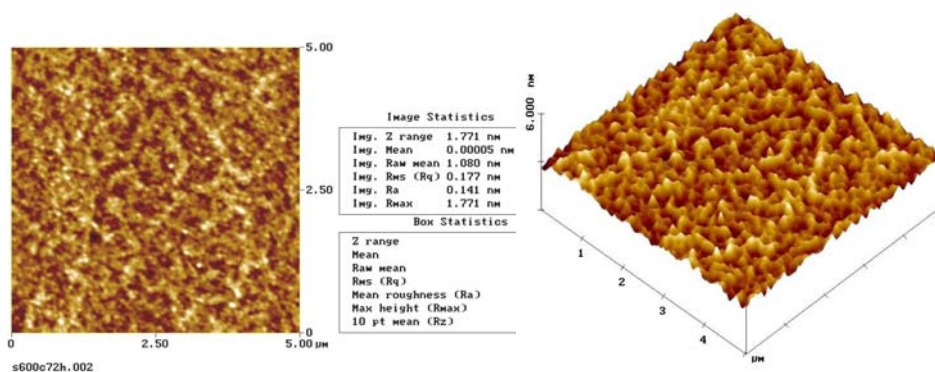 5.00
2.50
0
0 2.50 5.00 µm
s600c72h.002
Image Statistics
Img. Z range 1.771 nm
Img. Mean 0.00005 nm
Img. Raw mean 1.080 nm
Img. Rms (Rq) 0.177 nm
Img. Ra 0.141 nm
Img. Rmax 1.771 nm
Box Statistics
Z range
Mean
Raw mean
Rms (Rq)
Mean roughness (Ra)
Max height (Rmax)
10 pt mean (Rz)
6.000 nm
1
2
3
4
µm